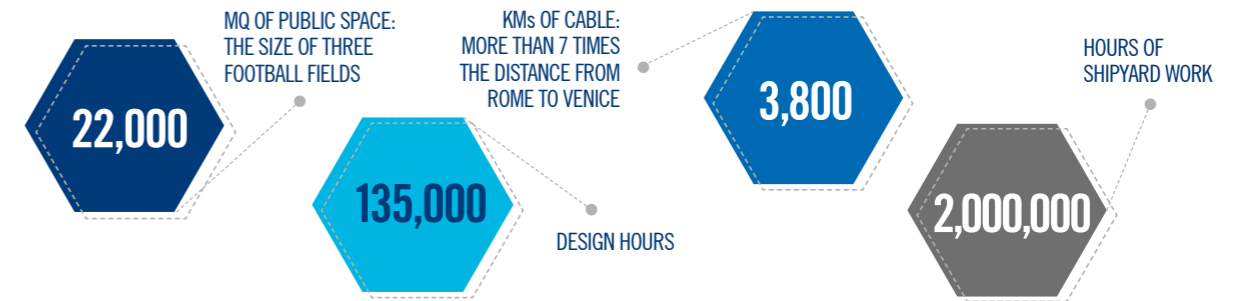 22,000
MQ OF PUBLIC SPACE:
THE SIZE OF THREE
FOOTBALL FIELDS
135,000
DESIGN HOURS
KMs OF CABLE:
MORE THAN 7 TIMES
THE DISTANCE FROM
ROME TO VENICE
3,800
2,000,000
HOURS OF
SHIPYARD WORK